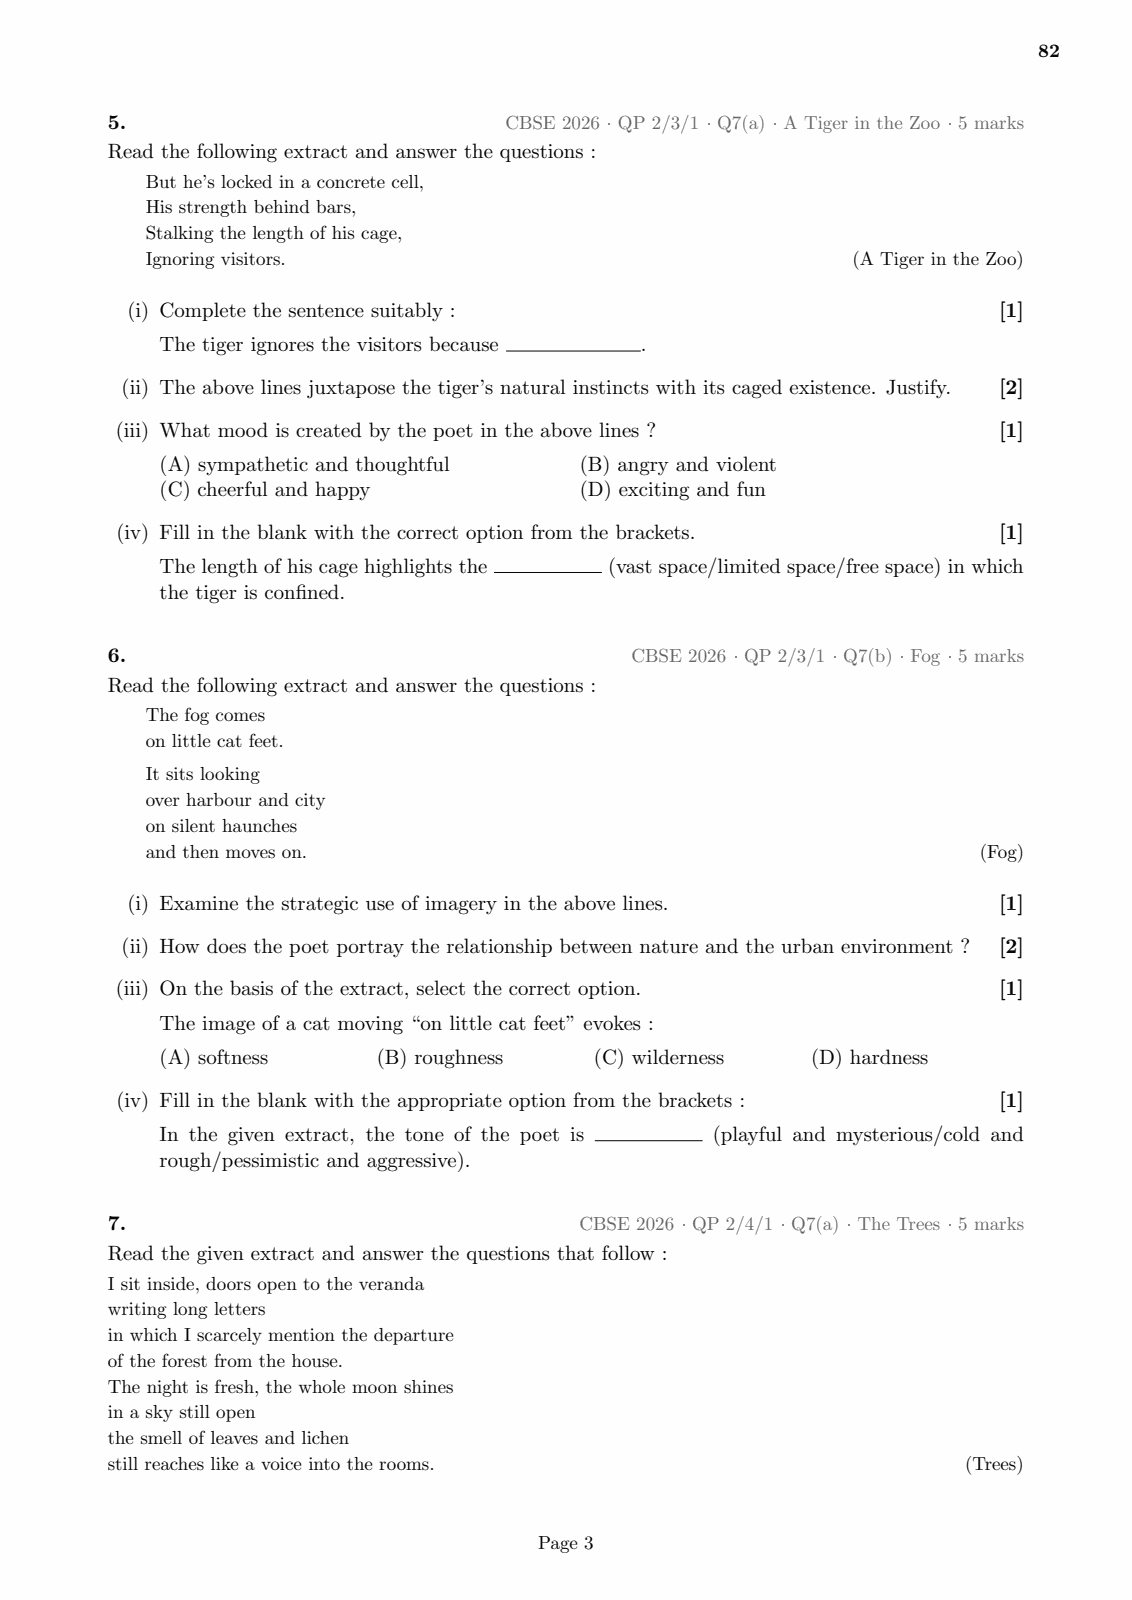 82
5. CBSE 2026 · QP 2/3/1 · Q7(a) · A Tiger in the Zoo · 5 marks
Read the following extract and answer the questions :
But he's locked in a concrete cell,
His strength behind bars,
Stalking the length of his cage,
Ignoring visitors. (A Tiger in the Zoo)
(i) Complete the sentence suitably : [1]
The tiger ignores the visitors because ____________.
(ii) The above lines juxtapose the tiger's natural instincts with its caged existence. Justify. [2]
(iii) What mood is created by the poet in the above lines ? [1]
(A) sympathetic and thoughtful (B) angry and violent
(C) cheerful and happy (D) exciting and fun
(iv) Fill in the blank with the correct option from the brackets. [1]
The length of his cage highlights the __________ (vast space/limited space/free space) in which
the tiger is confined.
6. CBSE 2026 · QP 2/3/1 · Q7(b) · Fog · 5 marks
Read the following extract and answer the questions :
The fog comes
on little cat feet.
It sits looking
over harbour and city
on silent haunches
and then moves on. (Fog)
(i) Examine the strategic use of imagery in the above lines. [1]
(ii) How does the poet portray the relationship between nature and the urban environment ? [2]
(iii) On the basis of the extract, select the correct option. [1]
The image of a cat moving “on little cat feet” evokes :
(A) softness (B) roughness (C) wilderness (D) hardness
(iv) Fill in the blank with the appropriate option from the brackets : [1]
In the given extract, the tone of the poet is __________ (playful and mysterious/cold and
rough/pessimistic and aggressive).
7. CBSE 2026 · QP 2/4/1 · Q7(a) · The Trees · 5 marks
Read the given extract and answer the questions that follow :
I sit inside, doors open to the veranda
writing long letters
in which I scarcely mention the departure
of the forest from the house.
The night is fresh, the whole moon shines
in a sky still open
the smell of leaves and lichen
still reaches like a voice into the rooms. (Trees)
Page 3